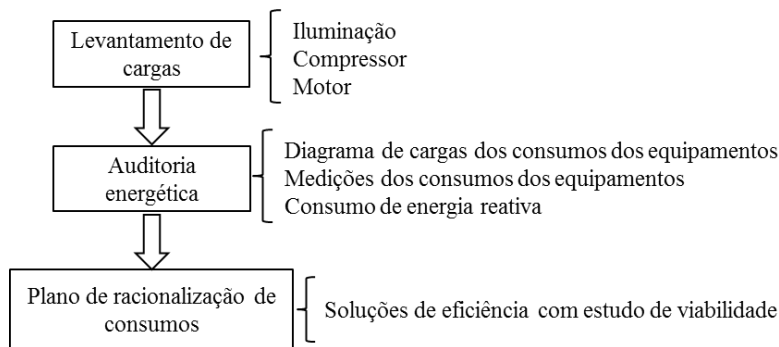 Levantamento de
cargas
Iluminação
Compressor
Motor
Auditoria
energética
Diagrama de cargas dos consumos dos equipamentos
Medições dos consumos dos equipamentos
Consumo de energia reativa
Plano de racionalização de
consumos
Soluções de eficiência com estudo de viabilidade